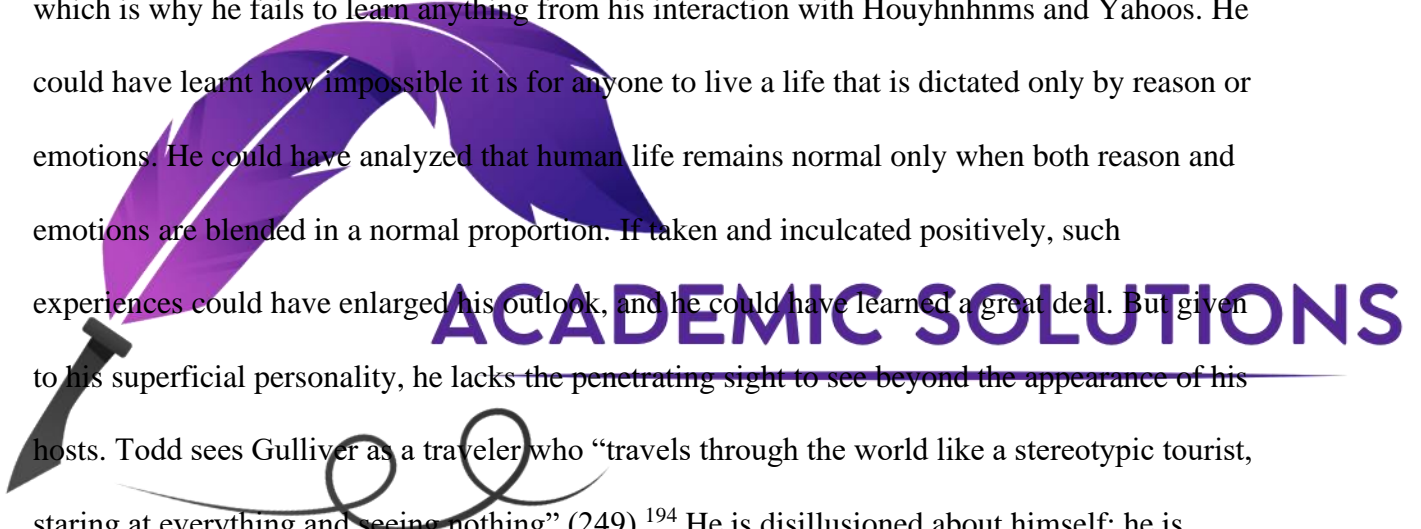 which is why he fails to learn anything from his interaction with Houyhnhnms and Yahoos. He
could have learnt how impossible it is for anyone to live a life that is dictated only by reason or
emotions. He could have analyzed that human life remains normal only when both reason and
emotions are blended in a normal proportion. If taken and inculcated positively, such
experiences could have enlarged his outlook, and he could have learned a great deal. But given
ACADEMIC SOLUTIONS
to his superficial personality, he lacks the penetrating sight to see beyond the appearance of his
hosts. Todd sees Gulliver as a traveler who “travels through the world like a stereotypic tourist,
staring at everything and seeing nothing” (249).194 He is disillusioned about himself; he is